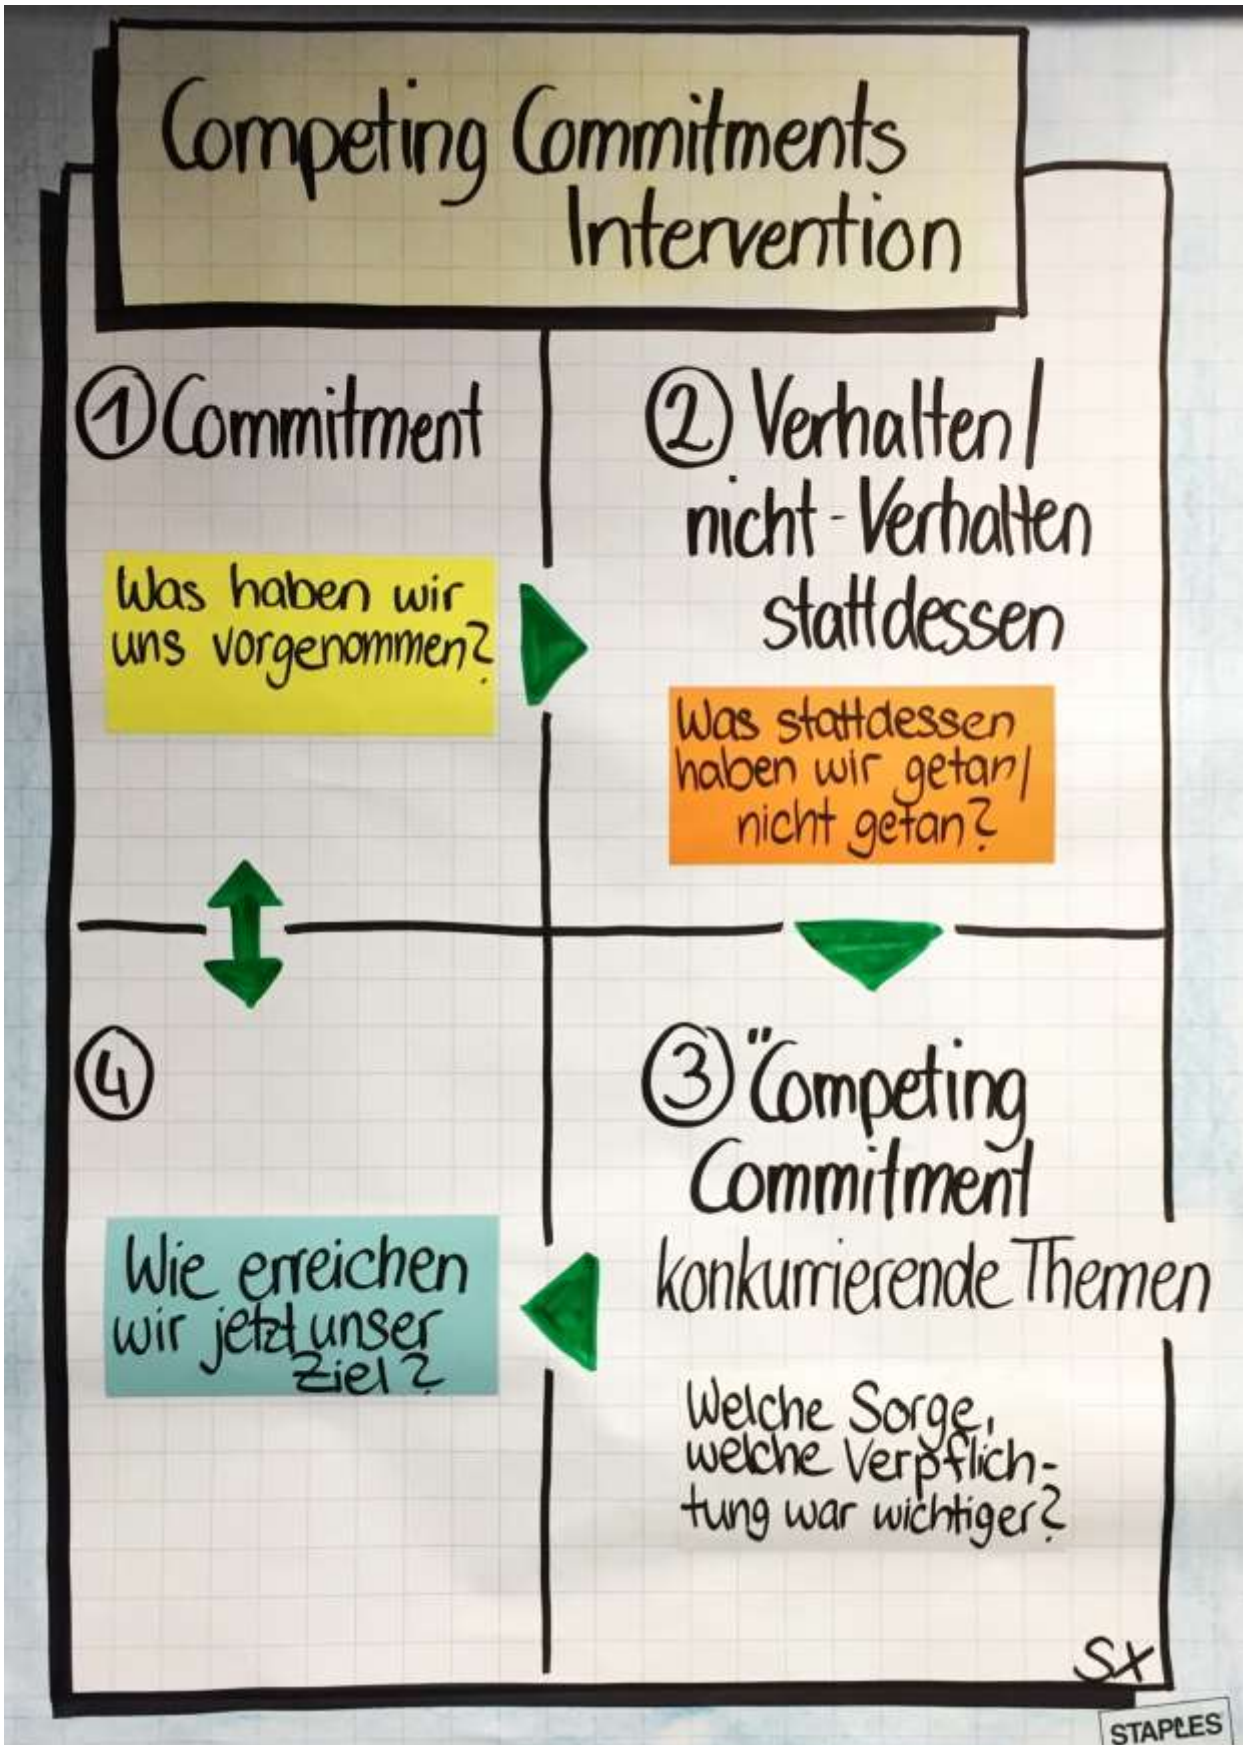 Competing Commitments
Intervention
① Commitment
Was haben wir
uns vorgenommen?
② Verhalten/
nicht-Verhalten
stattdessen
Was stattdessen
haben wir getan/
nicht getan?
③ "Competing
Commitment
konkurrierende Themen
Welche Sorge,
welche Verpflich-
tung war wichtiger?
④
Wie erreichen
wir jetzt unser
Ziel?
SX
STAPLES